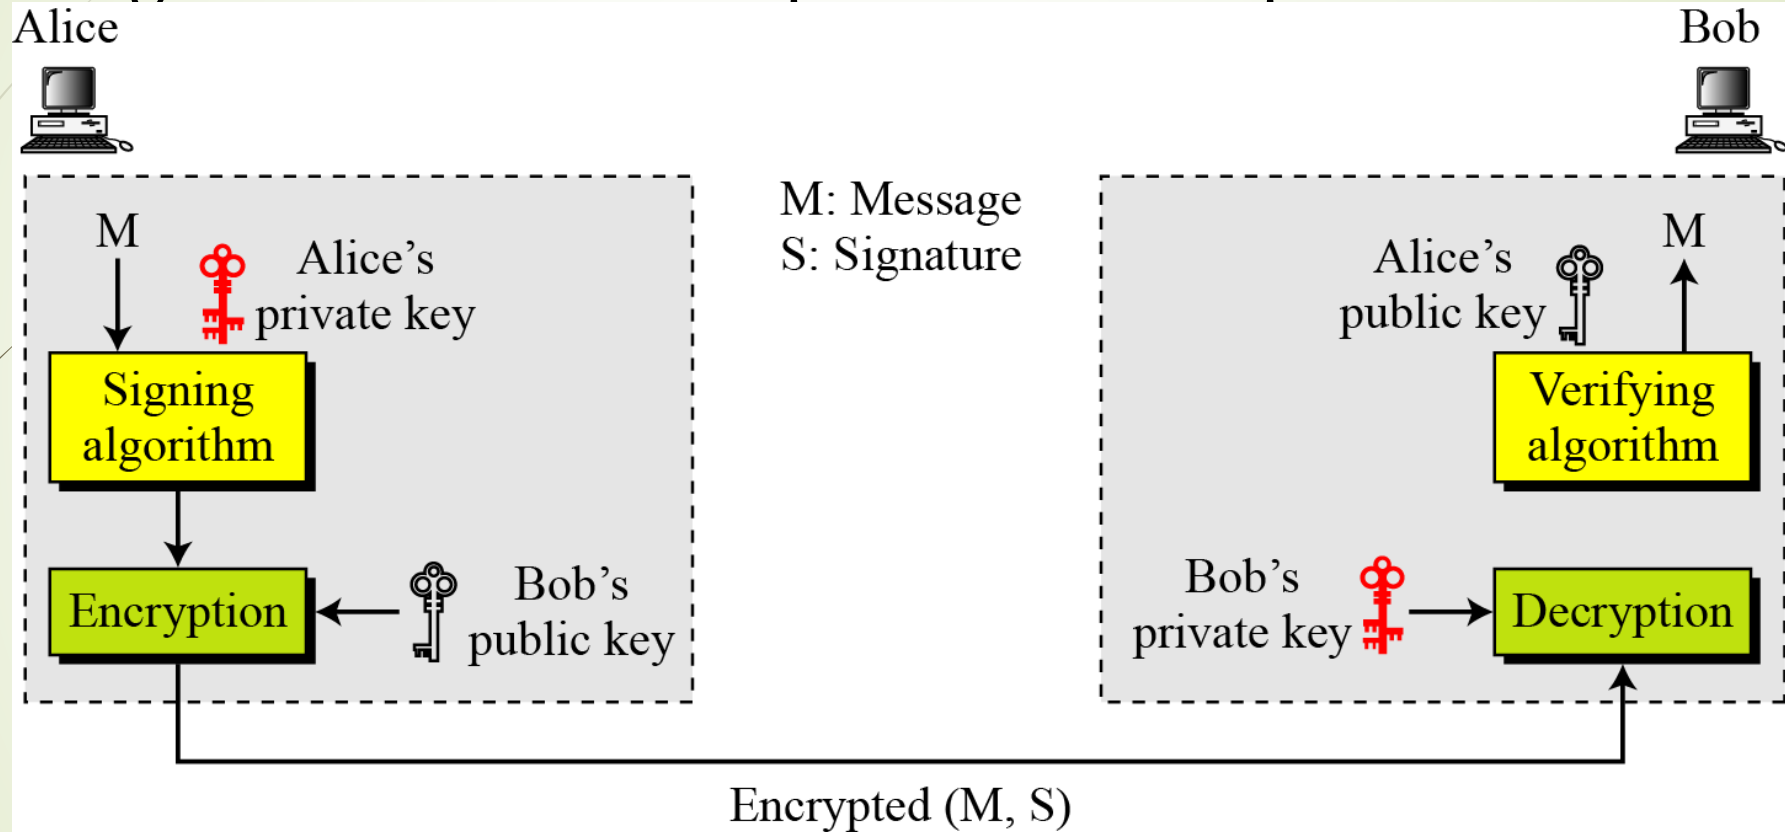 Alice
Bob
M: Message
S: Signature
M
Alice’s
private key
Signing
algorithm
Encryption
Bob’s
public key
Alice’s
public key
M
Verifying
algorithm
Bob’s
private key
Decryption
Encrypted (M, S)